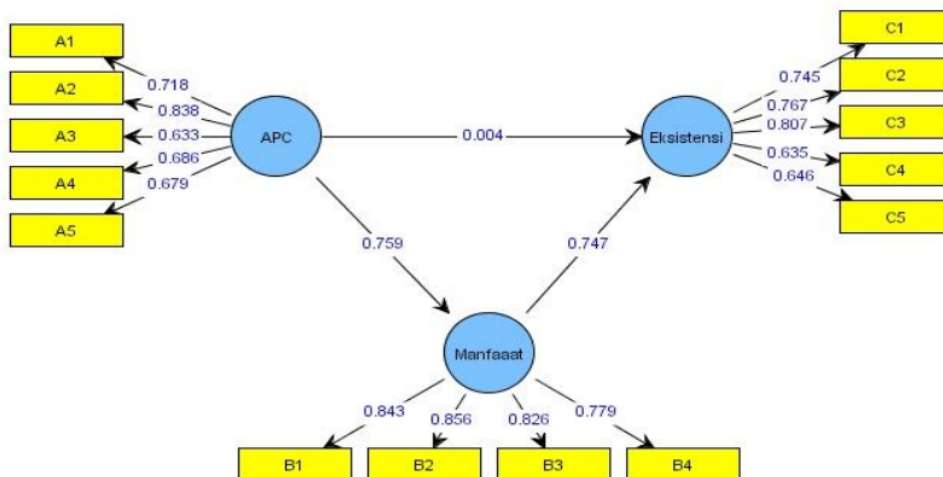 A1
A2
A3
A4
A5
0.718
0.838
0.633
0.686
0.679
APC
0.004
Eksistensi
0.745
0.767
0.807
0.635
0.646
C1
C2
C3
C4
C5
0.759
0.747
Manfaaat
0.843
0.856
0.826
0.779
B1
B2
B3
B4